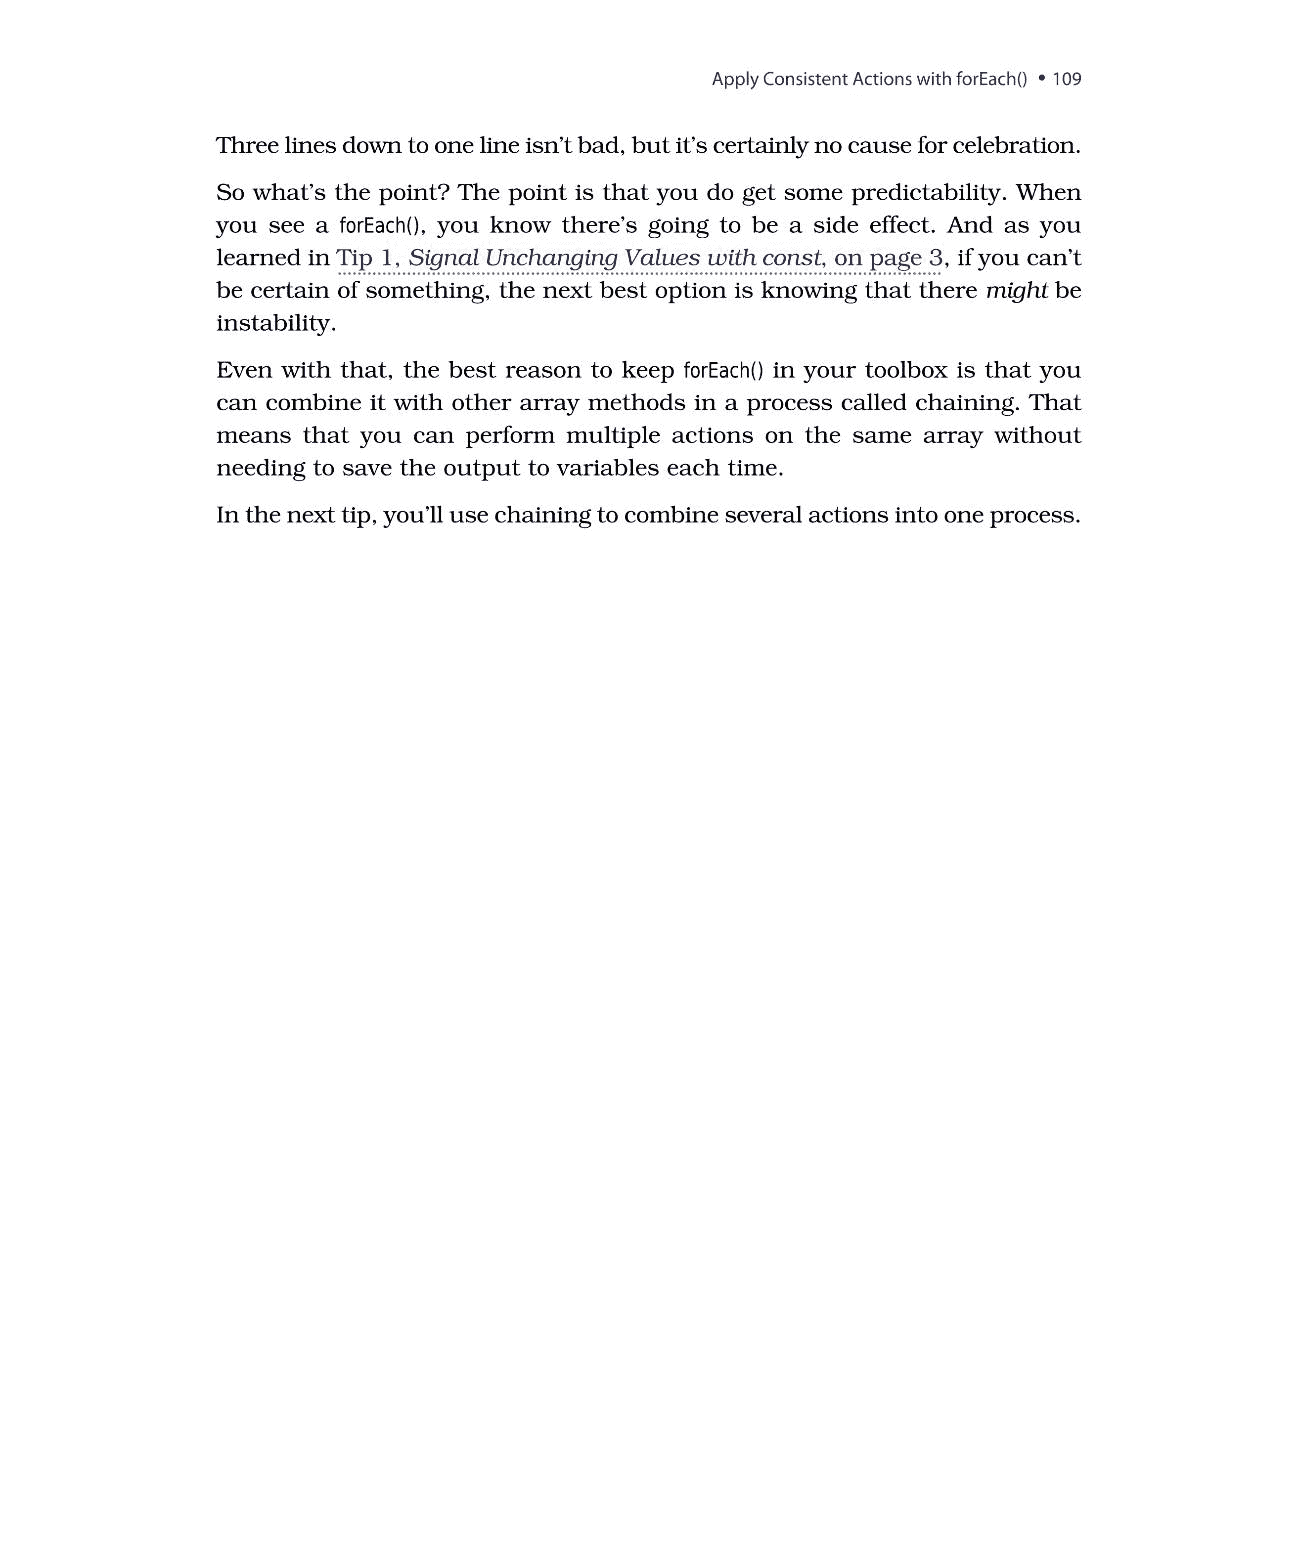 Apply Consistent Actions with forEach() • 109
Three lines down to one line isn’t bad, but it’s certainly no cause for celebration.
So what’s the point? The point is that you do get some predictability. When
you see a forEach(), you know there’s going to be a side effect. And as you
learned in Tip 1, Signal Unchanging Values with const, on page 3, if you can’t
be certain of something, the next best option is knowing that there might be
instability.
Even with that, the best reason to keep forEach() in your toolbox is that you
can combine it with other array methods in a process called chaining. That
means that you can perform multiple actions on the same array without
needing to save the output to variables each time.
In the next tip, you’ll use chaining to combine several actions into one process.